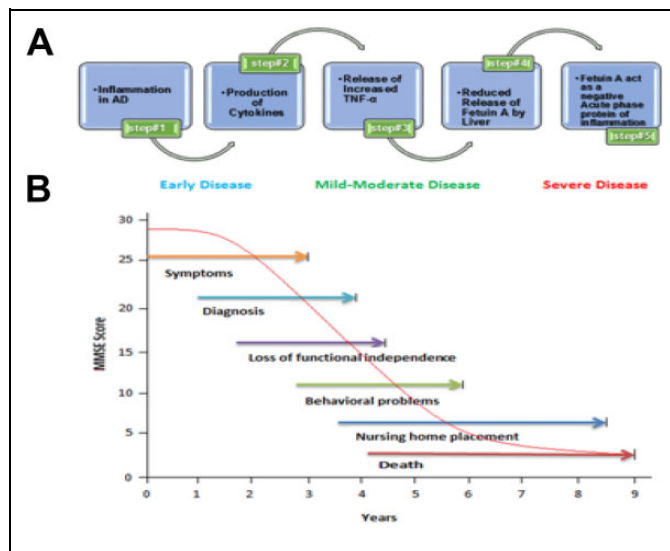 A
•Inflammation
in AD
step#1
step#2
•Production
of
Cytokines
•Release of
Increased
TNF-α
step#3
step#4
•Reduced
Release of
Fetuin A by
Liver
•Fetuin A act
as a
negative
Acute phase
protein of
inflammation
step#5
B
Early Disease
Mild-Moderate Disease
Severe Disease
MMSE Score
30
25
20
15
10
5
0
Symptoms
Diagnosis
Loss of functional independence
Behavioral problems
Nursing home placement
Death
0 1 2 3 4 5 6 7 8 9
Years